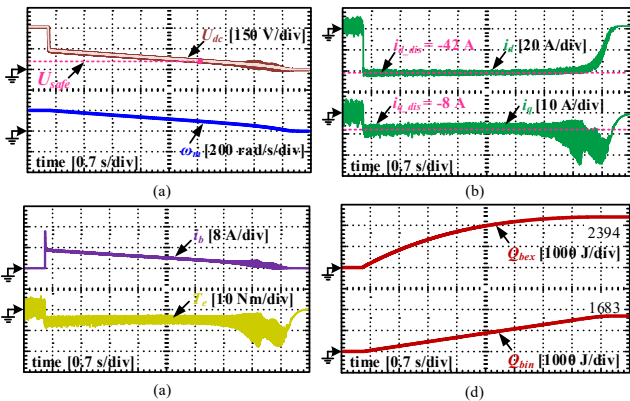 U_dc [150 V/div]
U_safe
ω_m [200 rad/s/div]
time [0.7 s/div]
(a)
i_d_dis = -42 A
i_d [20 A/div]
i_q_dis = -8 A
i_q [10 A/div]
time [0.7 s/div]
(b)
i_b [8 A/div]
T_e [10 Nm/div]
time [0.7 s/div]
(a)
2394
Q_bex [1000 J/div]
1683
time [0.7 s/div]
Q_bin [1000 J/div]
(d)